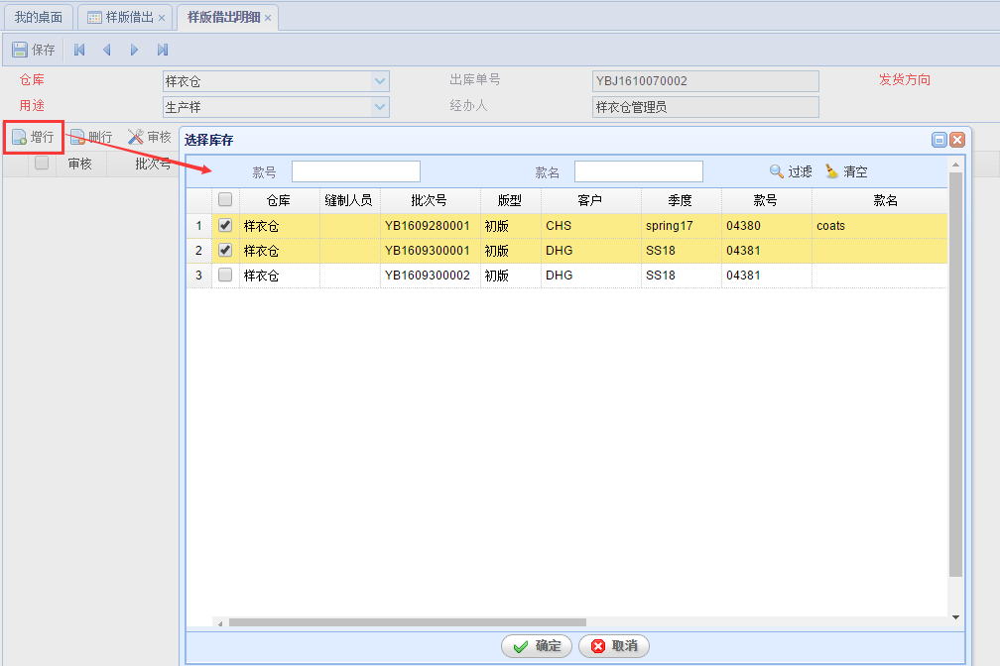 我的桌面 样版借出 × 样版借出明细 ×
保存
仓库 样衣仓 出库单号 YBJ1610070002 发货方向
用途 生产样 经办人 样衣仓管理员
增行 删行 审核 选择库存
审核 批次号 款号 款名 过滤 清空
仓库 缝制人员 批次号 版型 客户 季度 款号 款名
1 样衣仓 YB1609280001 初版 CHS spring17 04380 coats
2 样衣仓 YB1609300001 初版 DHG SS18 04381
3 样衣仓 YB1609300002 初版 DHG SS18 04381
确定 取消